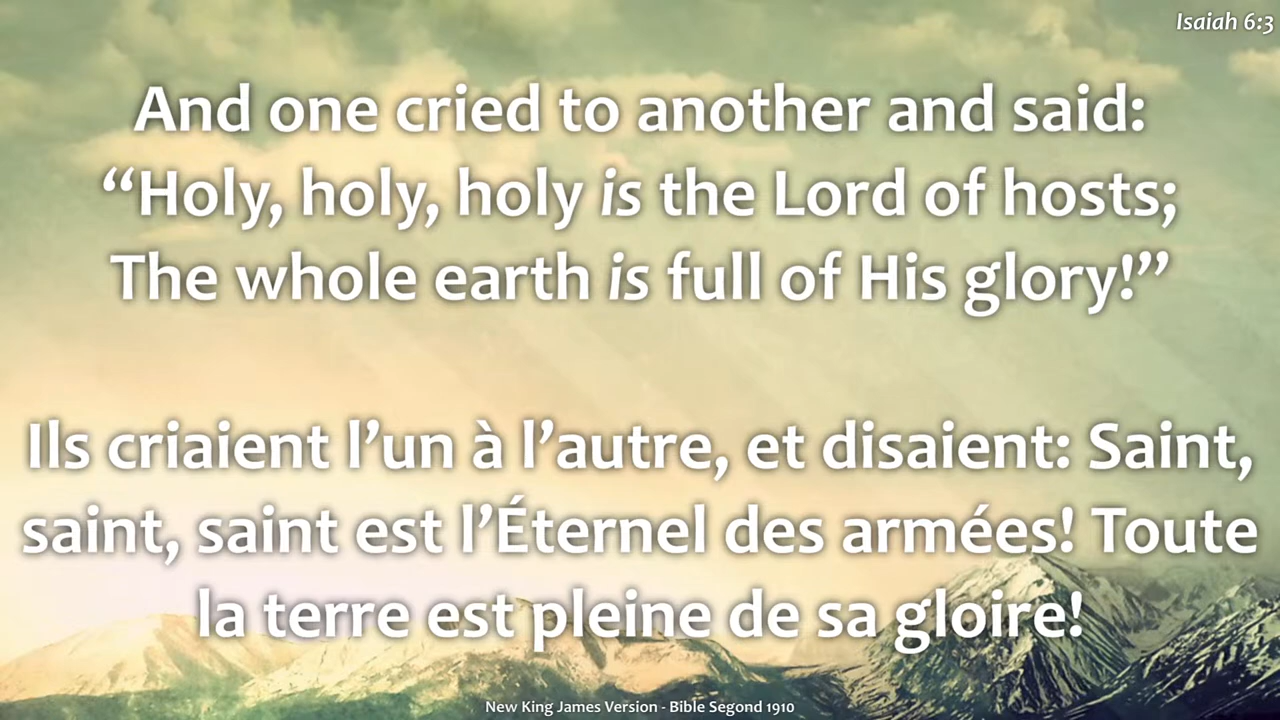 Isaiah 6:3
And one cried to another and said:
“Holy, holy, holy is the Lord of hosts;
The whole earth is full of His glory!”
Ils criaient l’un à l’autre, et disaient: Saint,
saint, saint est l’Éternel des armées! Toute
la terre est pleine de sa gloire!
New King James Version - Bible Segond 1910